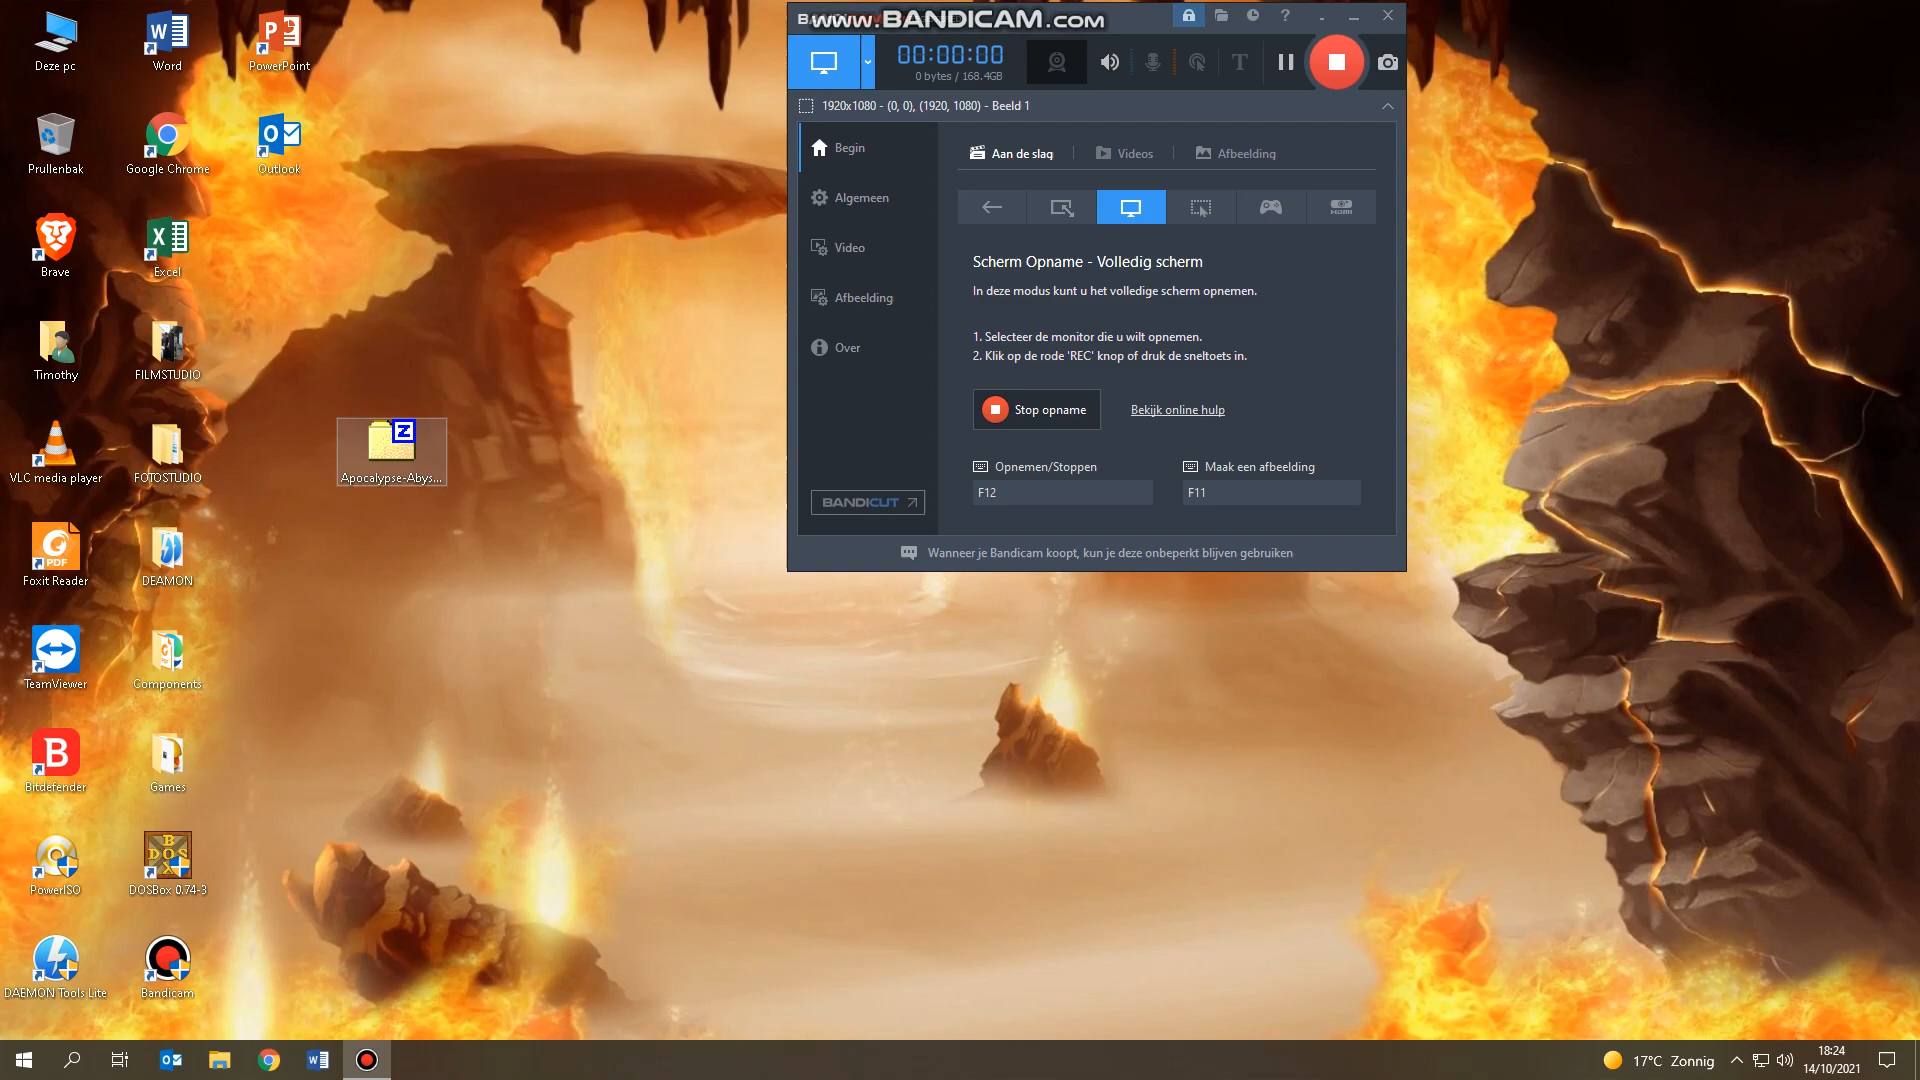 Deze pc
Word
PowerPoint
Prullenbak
Google Chrome
Outlook
Brave
Excel
Timothy
FILMSTUDIO
VLC media player
FOTOSTUDIO
Apocalypse-Abys...
Foxit Reader
DEAMON
TeamViewer
Components
Bitdefender
Games
PowerISO
DOSBox 0.74-3
DAEMON Tools Lite
Bandicam
www.BANDICAM.com
00:00:00
0 bytes / 168.4GB
1920x1080 - (0, 0), (1920, 1080) - Beeld 1
Begin
Algemeen
Video
Afbeelding
Over
BANDICUT
Aan de slag
Videos
Afbeelding
HDMI
Scherm Opname - Volledig scherm
In deze modus kunt u het volledige scherm opnemen.
1. Selecteer de monitor die u wilt opnemen.
2. Klik op de rode 'REC' knop of druk de sneltoets in.
Stop opname
Bekijk online hulp
Opnemen/Stoppen
Maak een afbeelding
F12
F11
Wanneer je Bandicam koopt, kun je deze onbeperkt blijven gebruiken
17°C Zonnig
18:24
14/10/2021